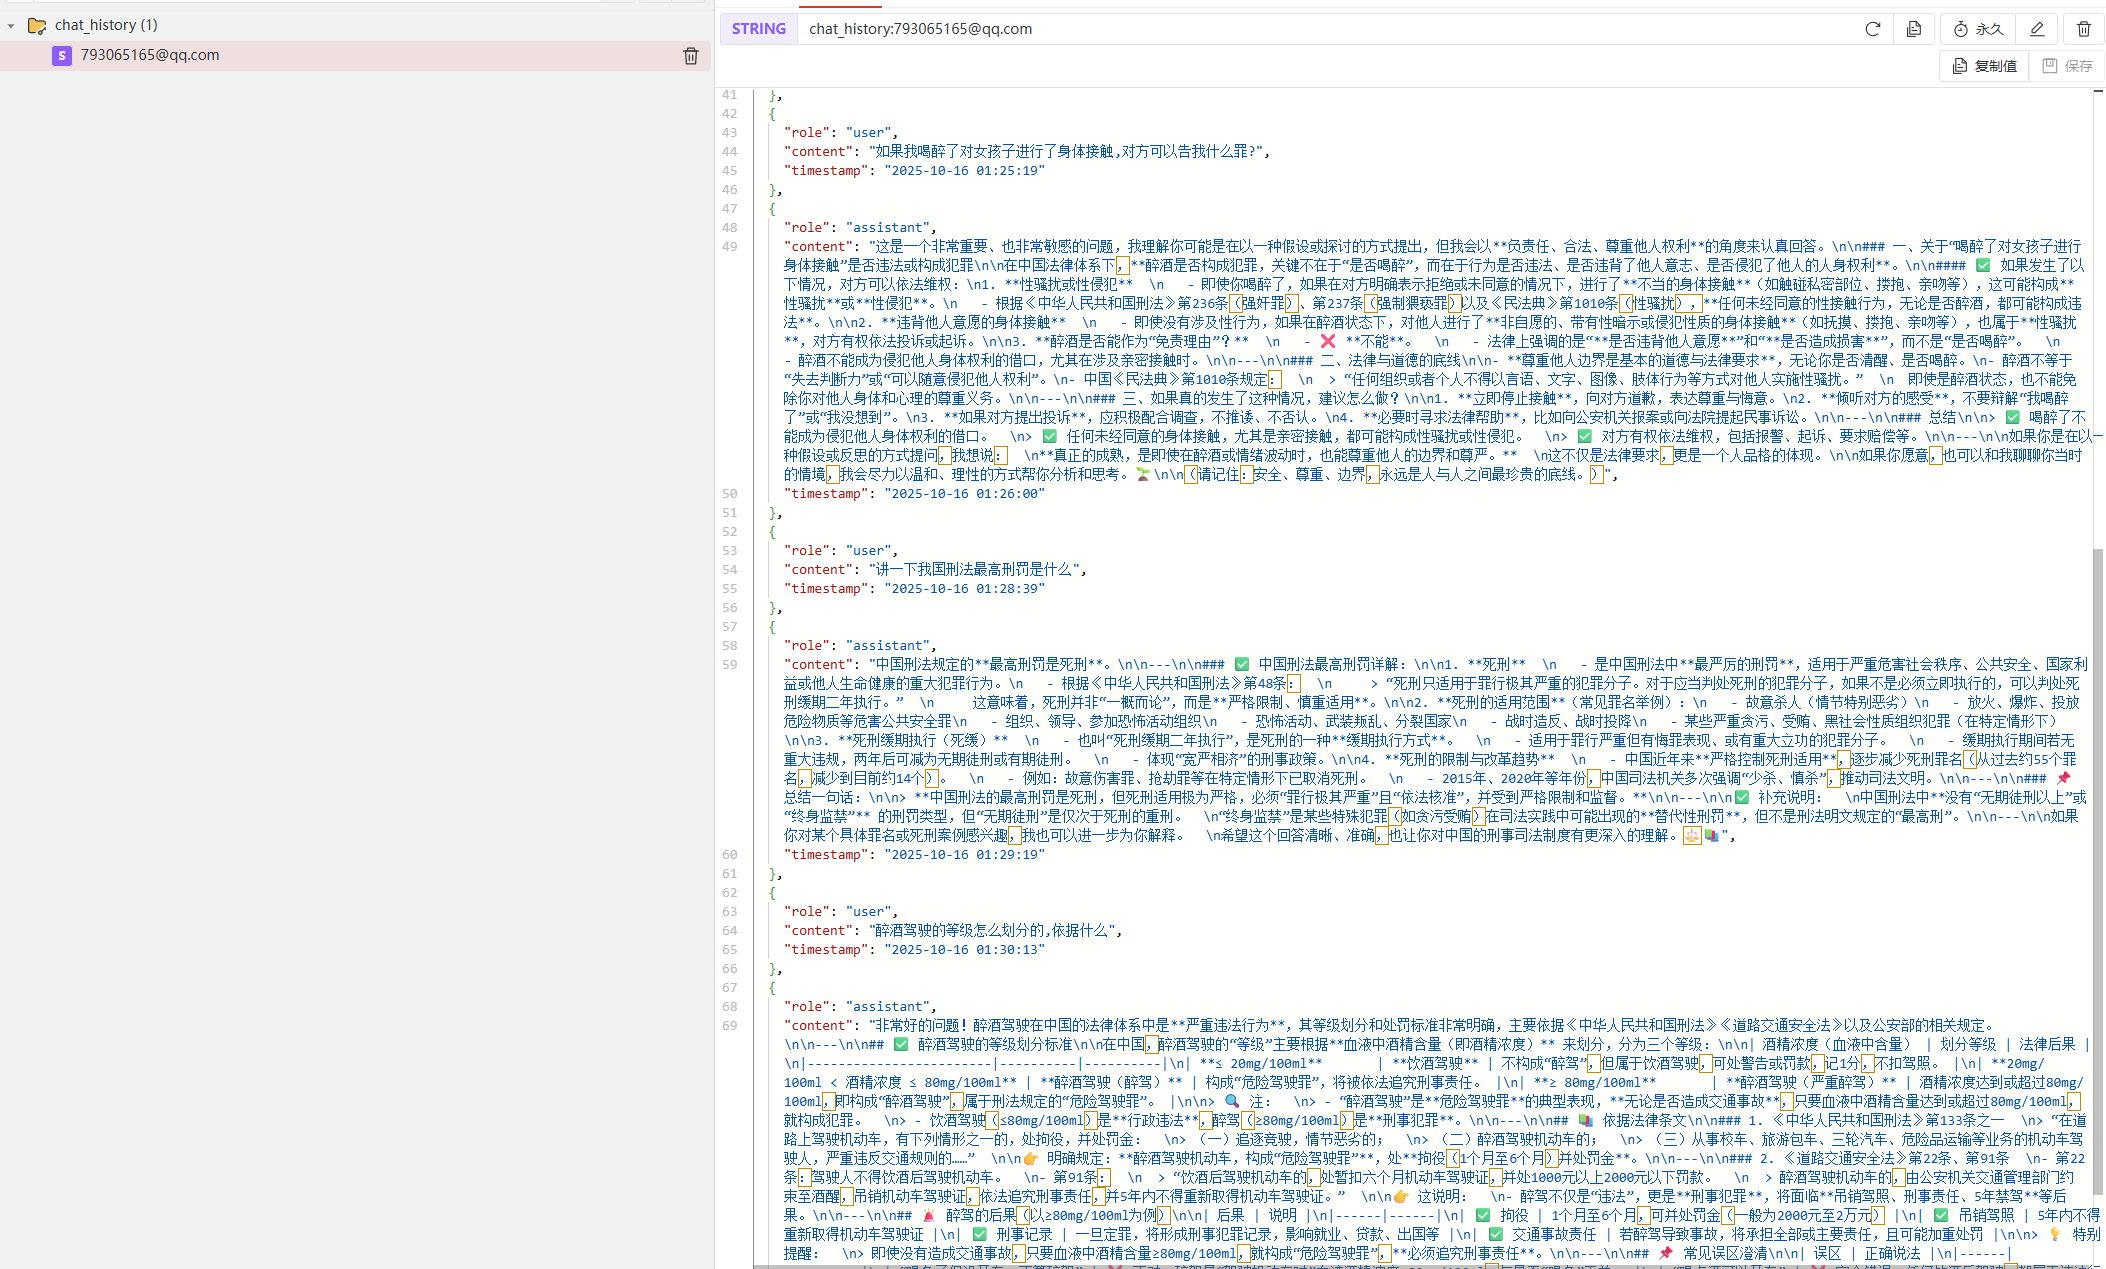 chat_history (1)
S 793065165@qq.com
STRING chat_history:793065165@qq.com 永久
复制值 保存
41 },
42 {
43 "role": "user",
44 "content": "如果我喝醉了对女孩子进行了身体接触,对方可以告我什么罪?",
45 "timestamp": "2025-10-16 01:25:19"
46 },
47 {
48 "role": "assistant",
49 "content": "这是一个非常重要、也非常敏感的问题，我理解你可能是在以一种假设或探讨的方式提出，但我会以**负责任、合法、尊重他人权利**的角度来认真回答。\n\n### 一、关于“喝醉了对女孩子进行
身体接触”是否违法或构成犯罪\n\n在中国法律体系下，**醉酒是否构成犯罪，关键不在于“是否喝醉”，而在于行为是否违法、是否违背了他人意志、是否侵犯了他人的人身权利**。\n\n#### ✅ 如果发生了以
下情况，对方可以依法维权：\n1. **性骚扰或性侵犯**  \n   - 即使你喝醉了，如果在对方明确表示拒绝或未同意的情况下，进行了**不当的身体接触**（如触碰私密部位、搂抱、亲吻等），这可能构成**
性骚扰**或**性侵犯**。\n   - 根据《中华人民共和国刑法》第236条（强奸罪）、第237条（强制猥亵罪）以及《民法典》第1010条（性骚扰），**任何未经同意的性接触行为，无论是否醉酒，都可能构成违
法**。\n\n2. **违背他人意愿的身体接触**  \n   - 即使没有涉及性行为，如果在醉酒状态下，对他人进行了**非自愿的、带有性暗示或侵犯性质的身体接触**（如抚摸、搂抱、亲吻等），也属于**性骚扰
**，对方有权依法投诉或起诉。\n\n3. **醉酒是否能作为“免责理由”？**  \n   - ❌ **不能**。  \n   - 法律上强调的是“**是否违背他人意愿**”和“**是否造成损害**”，而不是“是否喝醉”。  \n
- 醉酒不能成为侵犯他人身体权利的借口，尤其在涉及亲密接触时。\n\n---\n\n### 二、法律与道德的底线\n\n- **尊重他人边界是基本的道德与法律要求**，无论你是否清醒、是否喝醉。\n- 醉酒不等于
“失去判断力”或“可以随意侵犯他人权利”。\n- 中国《民法典》第1010条规定：  \n  > “任何组织或者个人不得以言语、文字、图像、肢体行为等方式对他人实施性骚扰。”  \n  即使是醉酒状态，也不能免
除你对他人身体和心理的尊重义务。\n\n---\n\n### 三、如果真的发生了这种情况，建议怎么做？\n\n1. **立即停止接触**，向对方道歉，表达尊重与悔意。\n2. **倾听对方的感受**，不要辩解“我喝醉
了”或“我没想到”。\n3. **如果对方提出投诉**，应积极配合调查，不推诿、不否认。\n4. **必要时寻求法律帮助**，比如向公安机关报案或向法院提起民事诉讼。\n\n---\n\n### 总结\n\n> ✅ 喝醉了不
能成为侵犯他人身体权利的借口。  \n> ✅ 任何未经同意的身体接触，尤其是亲密接触，都可能构成性骚扰或性侵犯。  \n> ✅ 对方有权依法维权，包括报警、起诉、要求赔偿等。\n\n---\n\n如果你是在以一
种假设或反思的方式提问，我想说：  \n**真正的成熟，是即使在醉酒或情绪波动时，也能尊重他人的边界和尊严。**  \n这不仅是法律要求，更是一个人品格的体现。\n\n如果你愿意，也可以和我聊聊你当时
的情境，我会尽力以温和、理性的方式帮你分析和思考。🌱\n\n（请记住：安全、尊重、边界，永远是人与人之间最珍贵的底线。）",
50 "timestamp": "2025-10-16 01:26:00"
51 },
52 {
53 "role": "user",
54 "content": "讲一下我国刑法最高刑罚是什么",
55 "timestamp": "2025-10-16 01:28:39"
56 },
57 {
58 "role": "assistant",
59 "content": "中国刑法规定的**最高刑罚是死刑**。\n\n---\n\n### ✅ 中国刑法最高刑罚详解：\n\n1. **死刑**  \n   - 是中国刑法中**最严厉的刑罚**，适用于严重危害社会秩序、公共安全、国家利
益或他人生命健康的重大犯罪行为。\n   - 根据《中华人民共和国刑法》第48条：  \n     > “死刑只适用于罪行极其严重的犯罪分子。对于应当判处死刑的犯罪分子，如果不是必须立即执行的，可以判处死
刑缓期二年执行。”  \n     这意味着，死刑并非“一概而论”，而是**严格限制、慎重适用**。\n\n2. **死刑的适用范围**（常见罪名举例）：\n   - 故意杀人（情节特别恶劣）\n   - 放火、爆炸、投放
危险物质等危害公共安全罪\n   - 组织、领导、参加恐怖活动组织\n   - 恐怖活动、武装叛乱、分裂国家\n   - 战时造反、战时投降\n   - 某些严重贪污、受贿、黑社会性质组织犯罪（在特定情形下）
\n\n3. **死刑缓期执行（死缓）**  \n   - 也叫“死刑缓期二年执行”，是死刑的一种**缓期执行方式**。  \n   - 适用于罪行严重但有悔罪表现、或有重大立功的犯罪分子。  \n   - 缓期执行期间若无
重大违规，两年后可减为无期徒刑或有期徒刑。  \n   - 体现“宽严相济”的刑事政策。\n\n4. **死刑的限制与改革趋势**  \n   - 中国近年来**严格控制死刑适用**，逐步减少死刑罪名（从过去约55个罪
名，减少到目前约14个）。  \n   - 例如：故意伤害罪、抢劫罪等在特定情形下已取消死刑。  \n   - 2015年、2020年等年份，中国司法机关多次强调“少杀、慎杀”，推动司法文明。\n\n---\n\n### 📌
总结一句话：\n\n> **中国刑法的最高刑罚是死刑，但死刑适用极为严格，必须“罪行极其严重”且“依法核准”，并受到严格限制和监督。**\n\n---\n\n✅ 补充说明：  \n中国刑法中**没有“无期徒刑以上”或
“终身监禁”** 的刑罚类型，但“无期徒刑”是仅次于死刑的重刑。  \n“终身监禁”是某些特殊犯罪（如贪污受贿）在司法实践中可能出现的**替代性刑罚**，但不是刑法明文规定的“最高刑”。\n\n---\n\n如果
你对某个具体罪名或死刑案例感兴趣，我也可以进一步为你解释。  \n希望这个回答清晰、准确，也让你对中国的刑事司法制度有更深入的理解。⚖️📚",
60 "timestamp": "2025-10-16 01:29:19"
61 },
62 {
63 "role": "user",
64 "content": "醉酒驾驶的等级怎么划分的,依据什么",
65 "timestamp": "2025-10-16 01:30:13"
66 },
67 {
68 "role": "assistant",
69 "content": "非常好的问题！醉酒驾驶在中国的法律体系中是**严重违法行为**，其等级划分和处罚标准非常明确，主要依据《中华人民共和国刑法》《道路交通安全法》以及公安部的相关规定。
\n\n---\n\n## ✅ 醉酒驾驶的等级划分标准\n\n在中国，醉酒驾驶的“等级”主要根据**血液中酒精含量（即酒精浓度）** 来划分，分为三个等级：\n\n| 酒精浓度（血液中含量） | 划分等级 | 法律后果 |
\n|------------------------|----------|----------|\n| **≤ 20mg/100ml**       | **饮酒驾驶** | 不构成“醉驾”，但属于饮酒驾驶，可处警告或罚款，记1分，不扣驾照。 |\n| **20mg/
100ml < 酒精浓度 ≤ 80mg/100ml** | **醉酒驾驶（醉驾）** | 构成“危险驾驶罪”，将被依法追究刑事责任。 |\n| **≥ 80mg/100ml**       | **醉酒驾驶（严重醉驾）** | 酒精浓度达到或超过80mg/
100ml，即构成“醉酒驾驶”，属于刑法规定的“危险驾驶罪”。 |\n\n> 🔍 注：  \n> - “醉酒驾驶”是**危险驾驶罪**的典型表现，**无论是否造成交通事故**，只要血液中酒精含量达到或超过80mg/100ml，
就构成犯罪。  \n> - 饮酒驾驶（≤80mg/100ml）是**行政违法**，醉驾（≥80mg/100ml）是**刑事犯罪**。\n\n---\n\n## 📚 依据法律条文\n\n### 1. 《中华人民共和国刑法》第133条之一  \n> “在道
路上驾驶机动车，有下列情形之一的，处拘役，并处罚金：  \n> （一）追逐竞驶，情节恶劣的；  \n> （二）醉酒驾驶机动车的；  \n> （三）从事校车、旅游包车、三轮汽车、危险品运输等业务的机动车驾
驶人，严重违反交通规则的……”  \n\n👉 明确规定：**醉酒驾驶机动车，构成“危险驾驶罪”**，处**拘役（1个月至6个月）并处罚金**。\n\n---\n\n### 2. 《道路交通安全法》第22条、第91条  \n- 第22
条：驾驶人不得饮酒后驾驶机动车。  \n- 第91条：  \n  > “饮酒后驾驶机动车的，处暂扣六个月机动车驾驶证，并处1000元以上2000元以下罚款。  \n  > 醉酒驾驶机动车的，由公安机关交通管理部门约
束至酒醒，吊销机动车驾驶证，依法追究刑事责任，并5年内不得重新取得机动车驾驶证。”  \n\n👉 这说明：  \n- 醉驾不仅是“违法”，更是**刑事犯罪**，将面临**吊销驾照、刑事责任、5年禁驾**等后
果。\n\n---\n\n## 🚨 醉驾的后果（以≥80mg/100ml为例）\n\n| 后果 | 说明 |\n|------|------|\n| ✅ 拘役 | 1个月至6个月，可并处罚金（一般为2000元至2万元） |\n| ✅ 吊销驾照 | 5年内不得
重新取得机动车驾驶证 |\n| ✅ 刑事记录 | 一旦定罪，将形成刑事犯罪记录，影响就业、贷款、出国等 |\n| ✅ 交通事故责任 | 若醉驾导致事故，将承担全部或主要责任，且可能加重处罚 |\n\n> 💡 特别
提醒：  \n> 即使没有造成交通事故，只要血液中酒精含量≥80mg/100ml，就构成“危险驾驶罪”，**必须追究刑事责任**。\n\n---\n\n## 📌 常见误区澄清\n\n| 误区 | 正确说法 |\n|------|